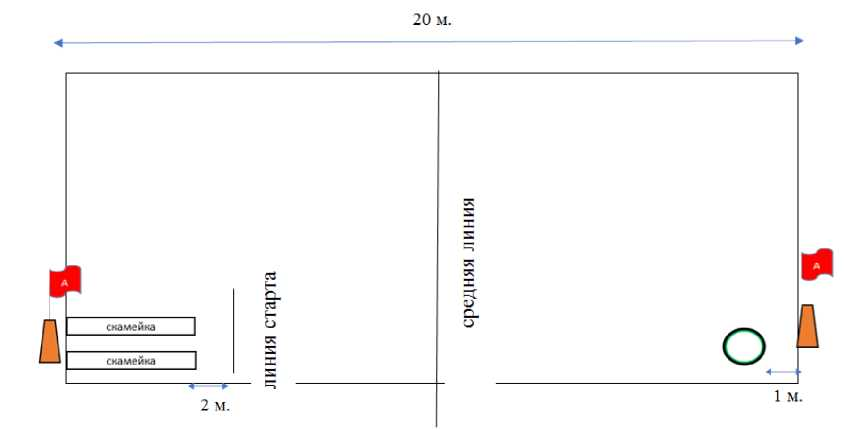 20 м.
средняя линия
А
А
линия старта
скамейка
скамейка
2 м.
1 м.